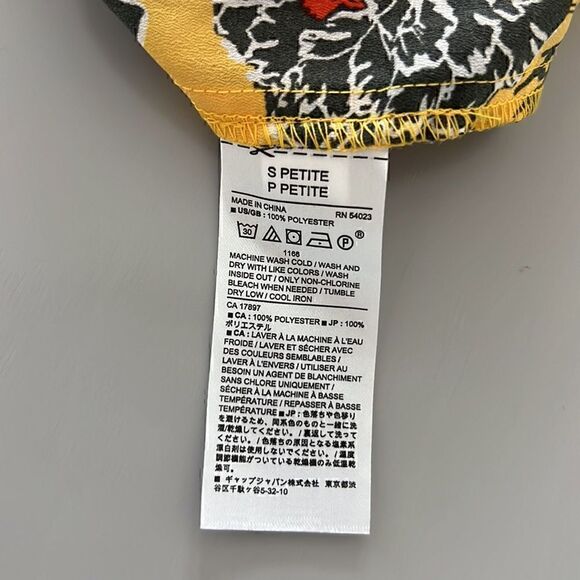 S PETITE
P PETITE
MADE IN CHINA RN 54023
■ US/GB : 100% POLYESTER
30 P ®
1166
MACHINE WASH COLD / WASH AND
DRY WITH LIKE COLORS / WASH
INSIDE OUT / ONLY NON-CHLORINE
BLEACH WHEN NEEDED / TUMBLE
DRY LOW / COOL IRON
CA 17897
■ CA : 100% POLYESTER ■ JP : 100%
ポリエステル
■ CA : LAVER À LA MACHINE À L'EAU
FROIDE / LAVER ET SÉCHER AVEC
DES COULEURS SEMBLABLES /
LAVER À L'ENVERS / UTILISER AU
BESOIN UN AGENT DE BLANCHIMENT
SANS CHLORE UNIQUEMENT /
SÉCHER À LA MACHINE À BASSE
TEMPÉRATURE / REPASSER À BASSE
TEMPÉRATURE ■ JP : 色落ちや色移り
を避けるため、同系色のものと一緒に洗
濯/乾燥してください。/ 裏返して洗って
ください。/ 色落ちの原因となる塩素系
漂白剤は使用しないでください。/ 温度
調節機能がついている乾燥機のみ低温乾
燥可。
■ ギャップジャパン株式会社 東京都渋
谷区千駄ヶ谷5-32-10